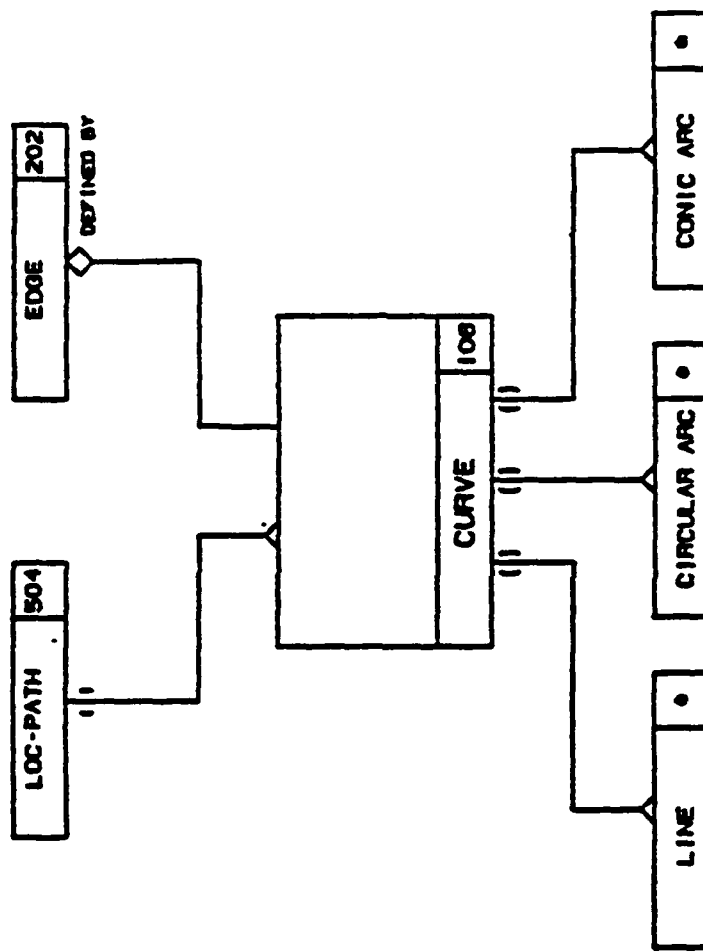 LOC-PATH 504
EDGE 202
DEFINED BY
CURVE 108
LINE
CIRCULAR ARC
CONIC ARC